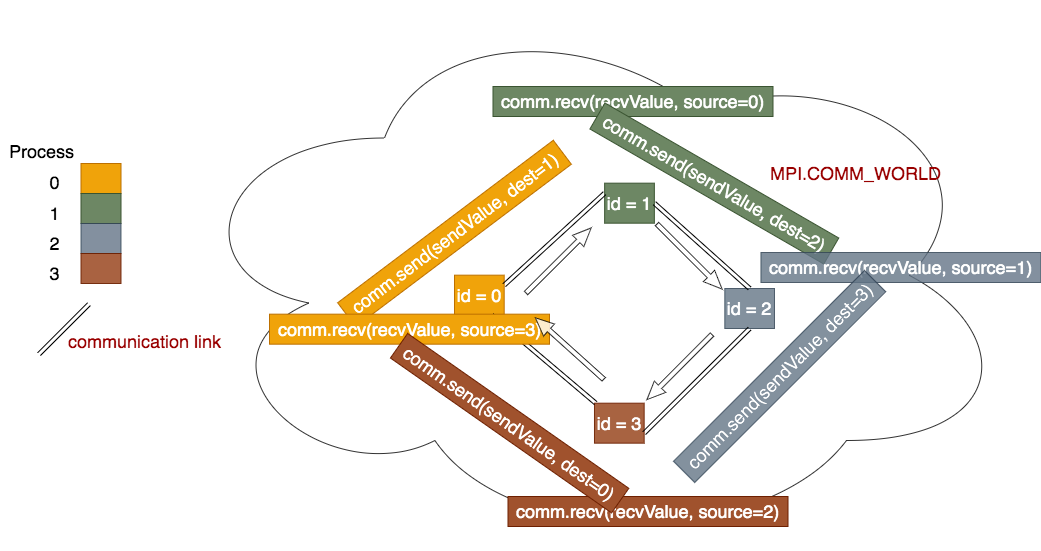 Process
0
1
2
3
communication link
comm.recv(recvValue, source=0)
comm.send(sendValue, dest=2)
MPI.COMM_WORLD
comm.send(sendValue, dest=1)
id = 1
comm.recv(recvValue, source=1)
id = 0
id = 2
comm.recv(recvValue, source=3)
comm.send(sendValue, dest=3)
comm.send(sendValue, dest=0)
id = 3
comm.recv(recvValue, source=2)